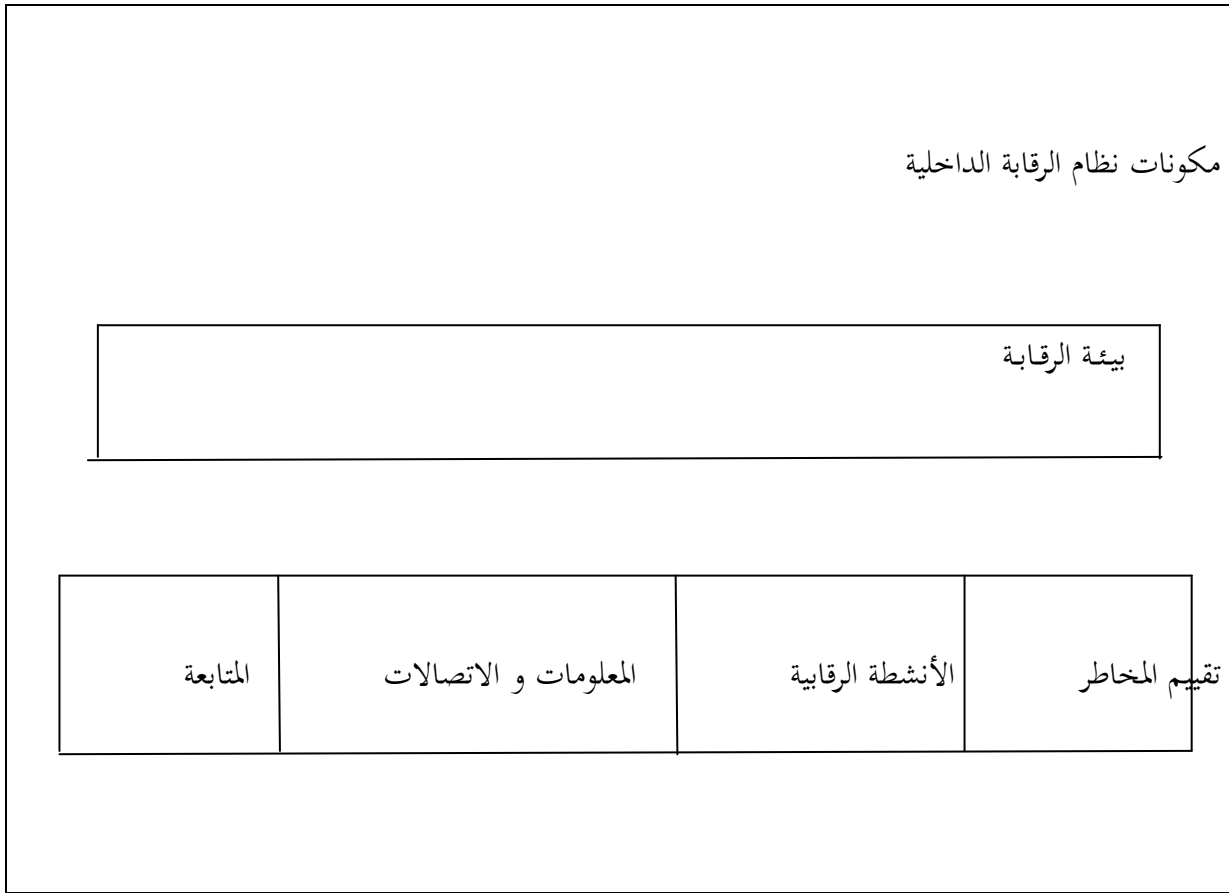 مكونات نظام الرقابة الداخلية
بيئة الرقابة
تقييم المخاطر
الأنشطة الرقابية
المعلومات و الاتصالات
المتابعة